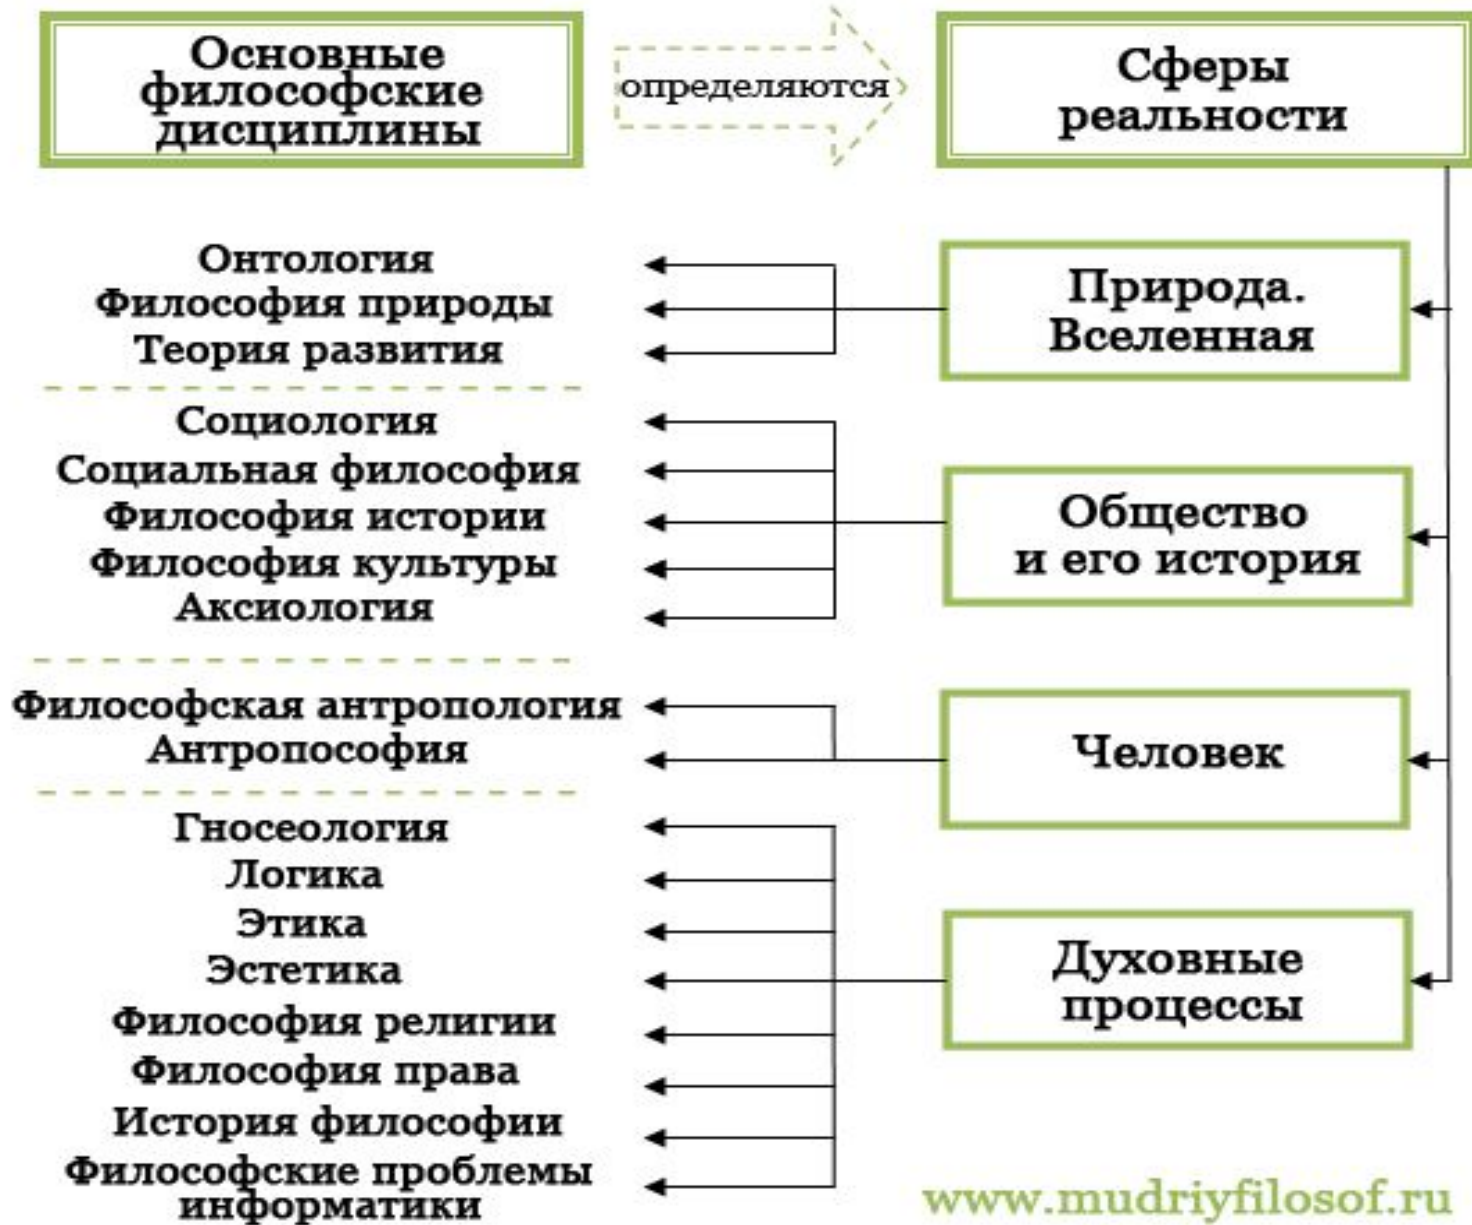 Основные
философские
дисциплины
определяются
Сферы
реальности
Онтология
Философия природы
Теория развития
Природа.
Вселенная
Социология
Социальная философия
Философия истории
Философия культуры
Аксиология
Общество
и его история
Философская антропология
Антропософия
Человек
Гносеология
Логика
Этика
Эстетика
Философия религии
Философия права
История философии
Философские проблемы
информатики
Духовные
процессы
www.mudriyfilosof.ru